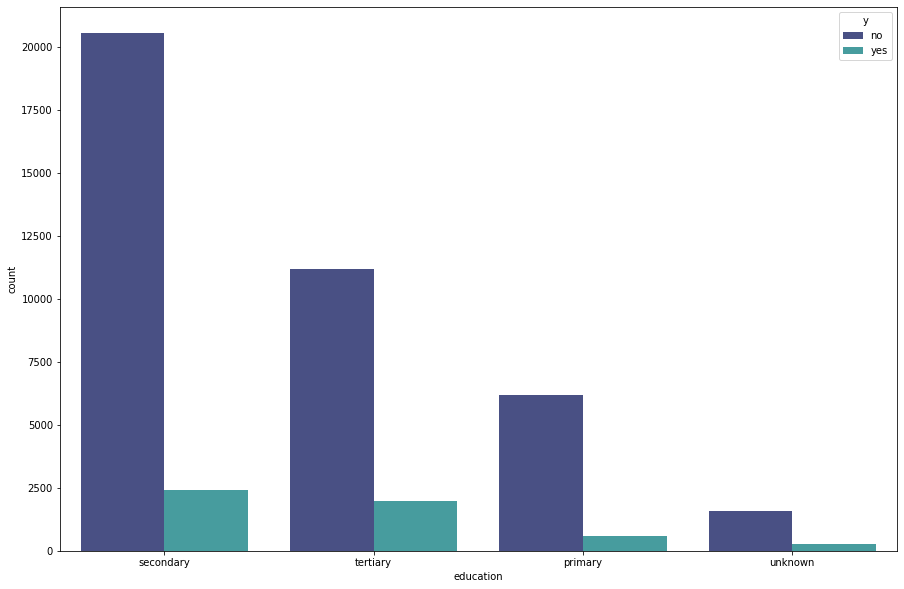 y
no
yes
20000
17500
15000
12500
10000
7500
5000
2500
0
count
secondary
tertiary
primary
unknown
education